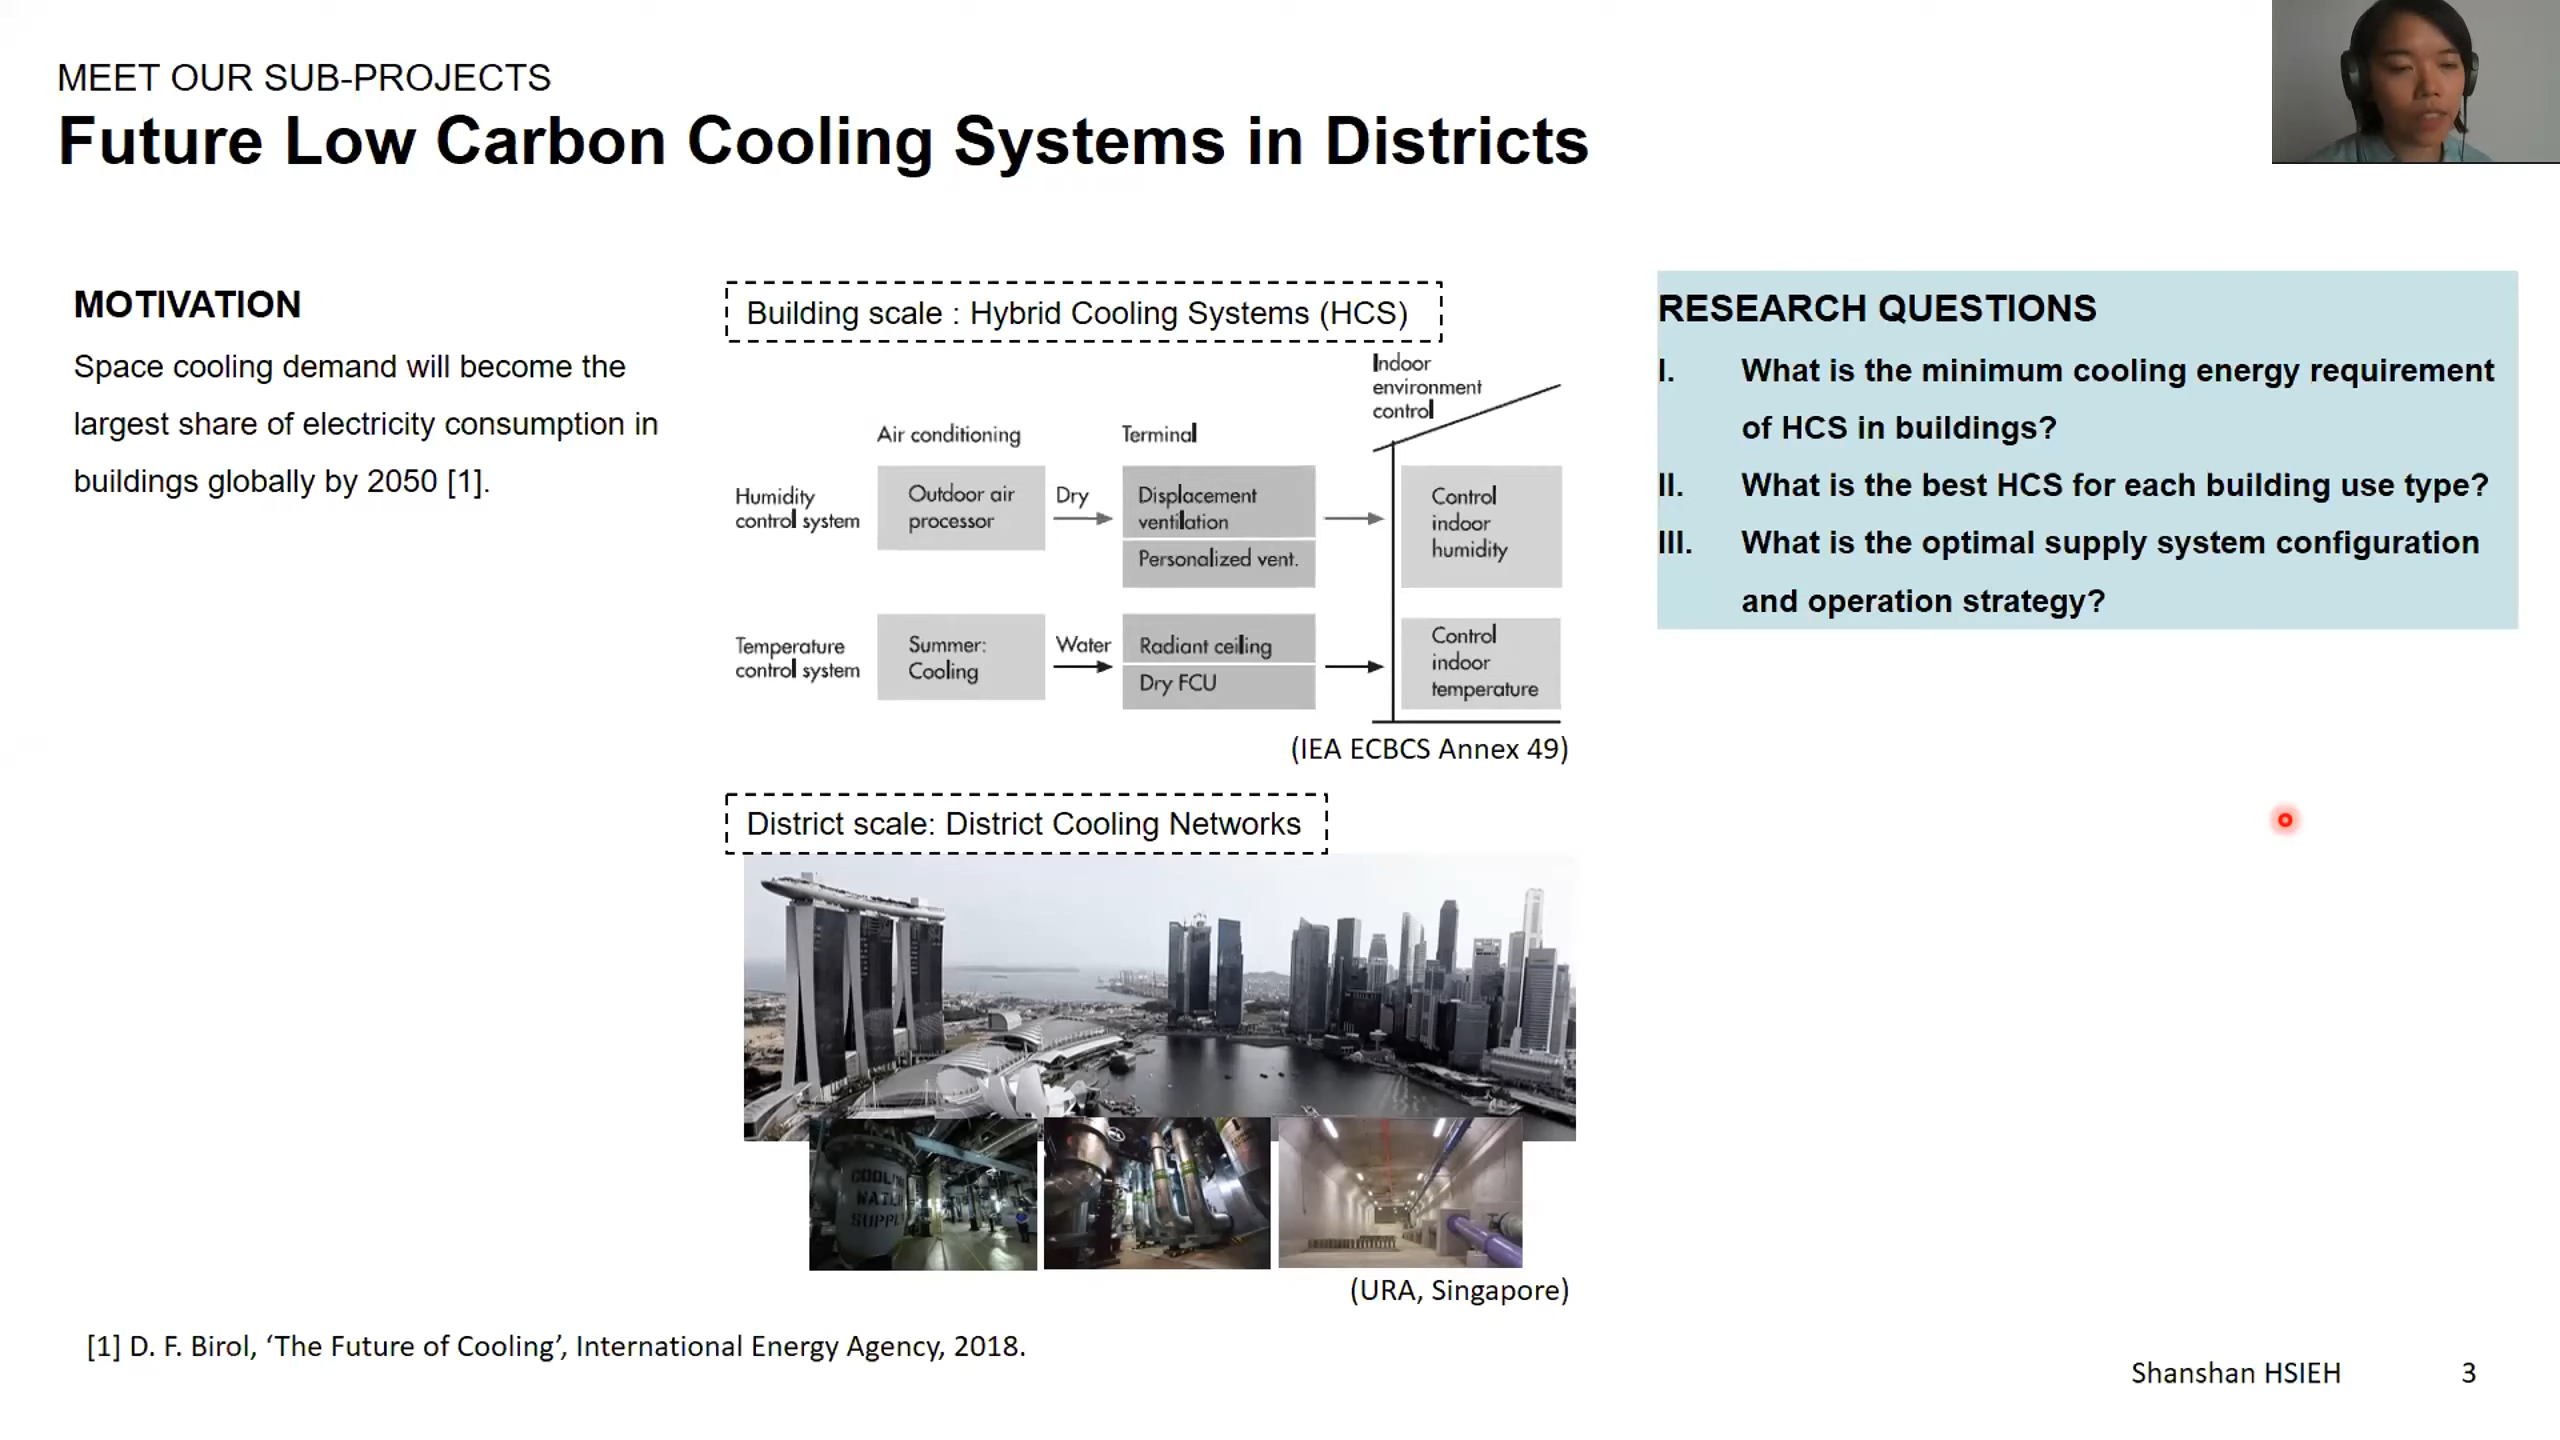 MEET OUR SUB-PROJECTS
Future Low Carbon Cooling Systems in Districts
MOTIVATION
Space cooling demand will become the
largest share of electricity consumption in
buildings globally by 2050 [1].
Building scale : Hybrid Cooling Systems (HCS)
Indoor
environment
control
Air conditioning
Terminal
Humidity
control system
Outdoor air
processor
Dry
Displacement
ventilation
Personalized vent.
Control
indoor
humidity
Temperature
control system
Summer:
Cooling
Water
Radiant ceiling
Dry FCU
Control
indoor
temperature
(IEA ECBCS Annex 49)
District scale: District Cooling Networks
COOLING
WATER
SUPPLY
(URA, Singapore)
RESEARCH QUESTIONS
I. What is the minimum cooling energy requirement
of HCS in buildings?
II. What is the best HCS for each building use type?
III. What is the optimal supply system configuration
and operation strategy?
[1] D. F. Birol, ‘The Future of Cooling’, International Energy Agency, 2018.
Shanshan HSIEH
3